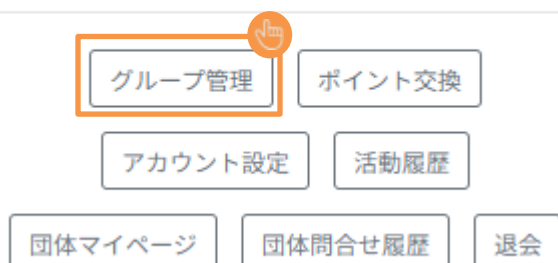 グループ管理 ポイント交換
アカウント設定 活動履歴
団体マイページ 団体問合せ履歴 退会